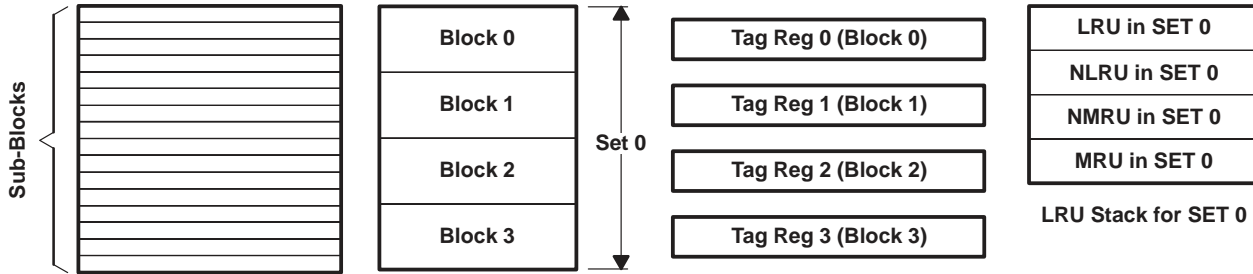 Sub-Blocks
Block 0
Block 1
Block 2
Block 3
Set 0
Tag Reg 0 (Block 0)
Tag Reg 1 (Block 1)
Tag Reg 2 (Block 2)
Tag Reg 3 (Block 3)
LRU in SET 0
NLRU in SET 0
NMRU in SET 0
MRU in SET 0
LRU Stack for SET 0